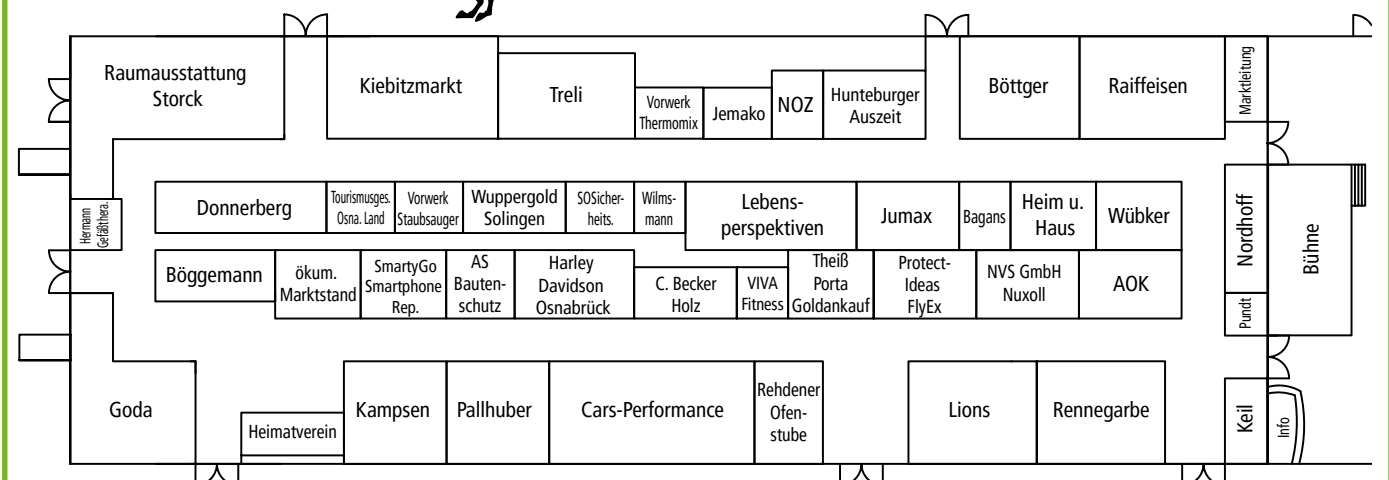 Raumausstattung
Storck
Kiebitzmarkt
Treli
Vorwerk
Thermomix
Jemako
NOZ
Hunteburger
Auszeit
Böttger
Raiffeisen
Marktleitung
Hermann
Gefäßthera.
Donnerberg
Tourismusges.
Osna. Land
Vorwerk
Staubsauger
Wuppergold
Solingen
SOSicher-
heits.
Wilms-
mann
Lebens-
perspektiven
Jumax
Bagans
Heim u.
Haus
Wübker
Nordhoff
Bühne
Böggemann
ökum.
Marktstand
SmartyGo
Smartphone
Rep.
AS
Bauten-
schutz
Harley
Davidson
Osnabrück
C. Becker
Holz
VIVA
Fitness
Theiß
Porta
Goldankauf
Protect-
Ideas
FlyEx
NVS GmbH
Nuxoll
AOK
Pundt
Goda
Heimatverein
Kampsen
Pallhuber
Cars-Performance
Rehdener
Ofen-
stube
Lions
Rennegarbe
Keil
Info